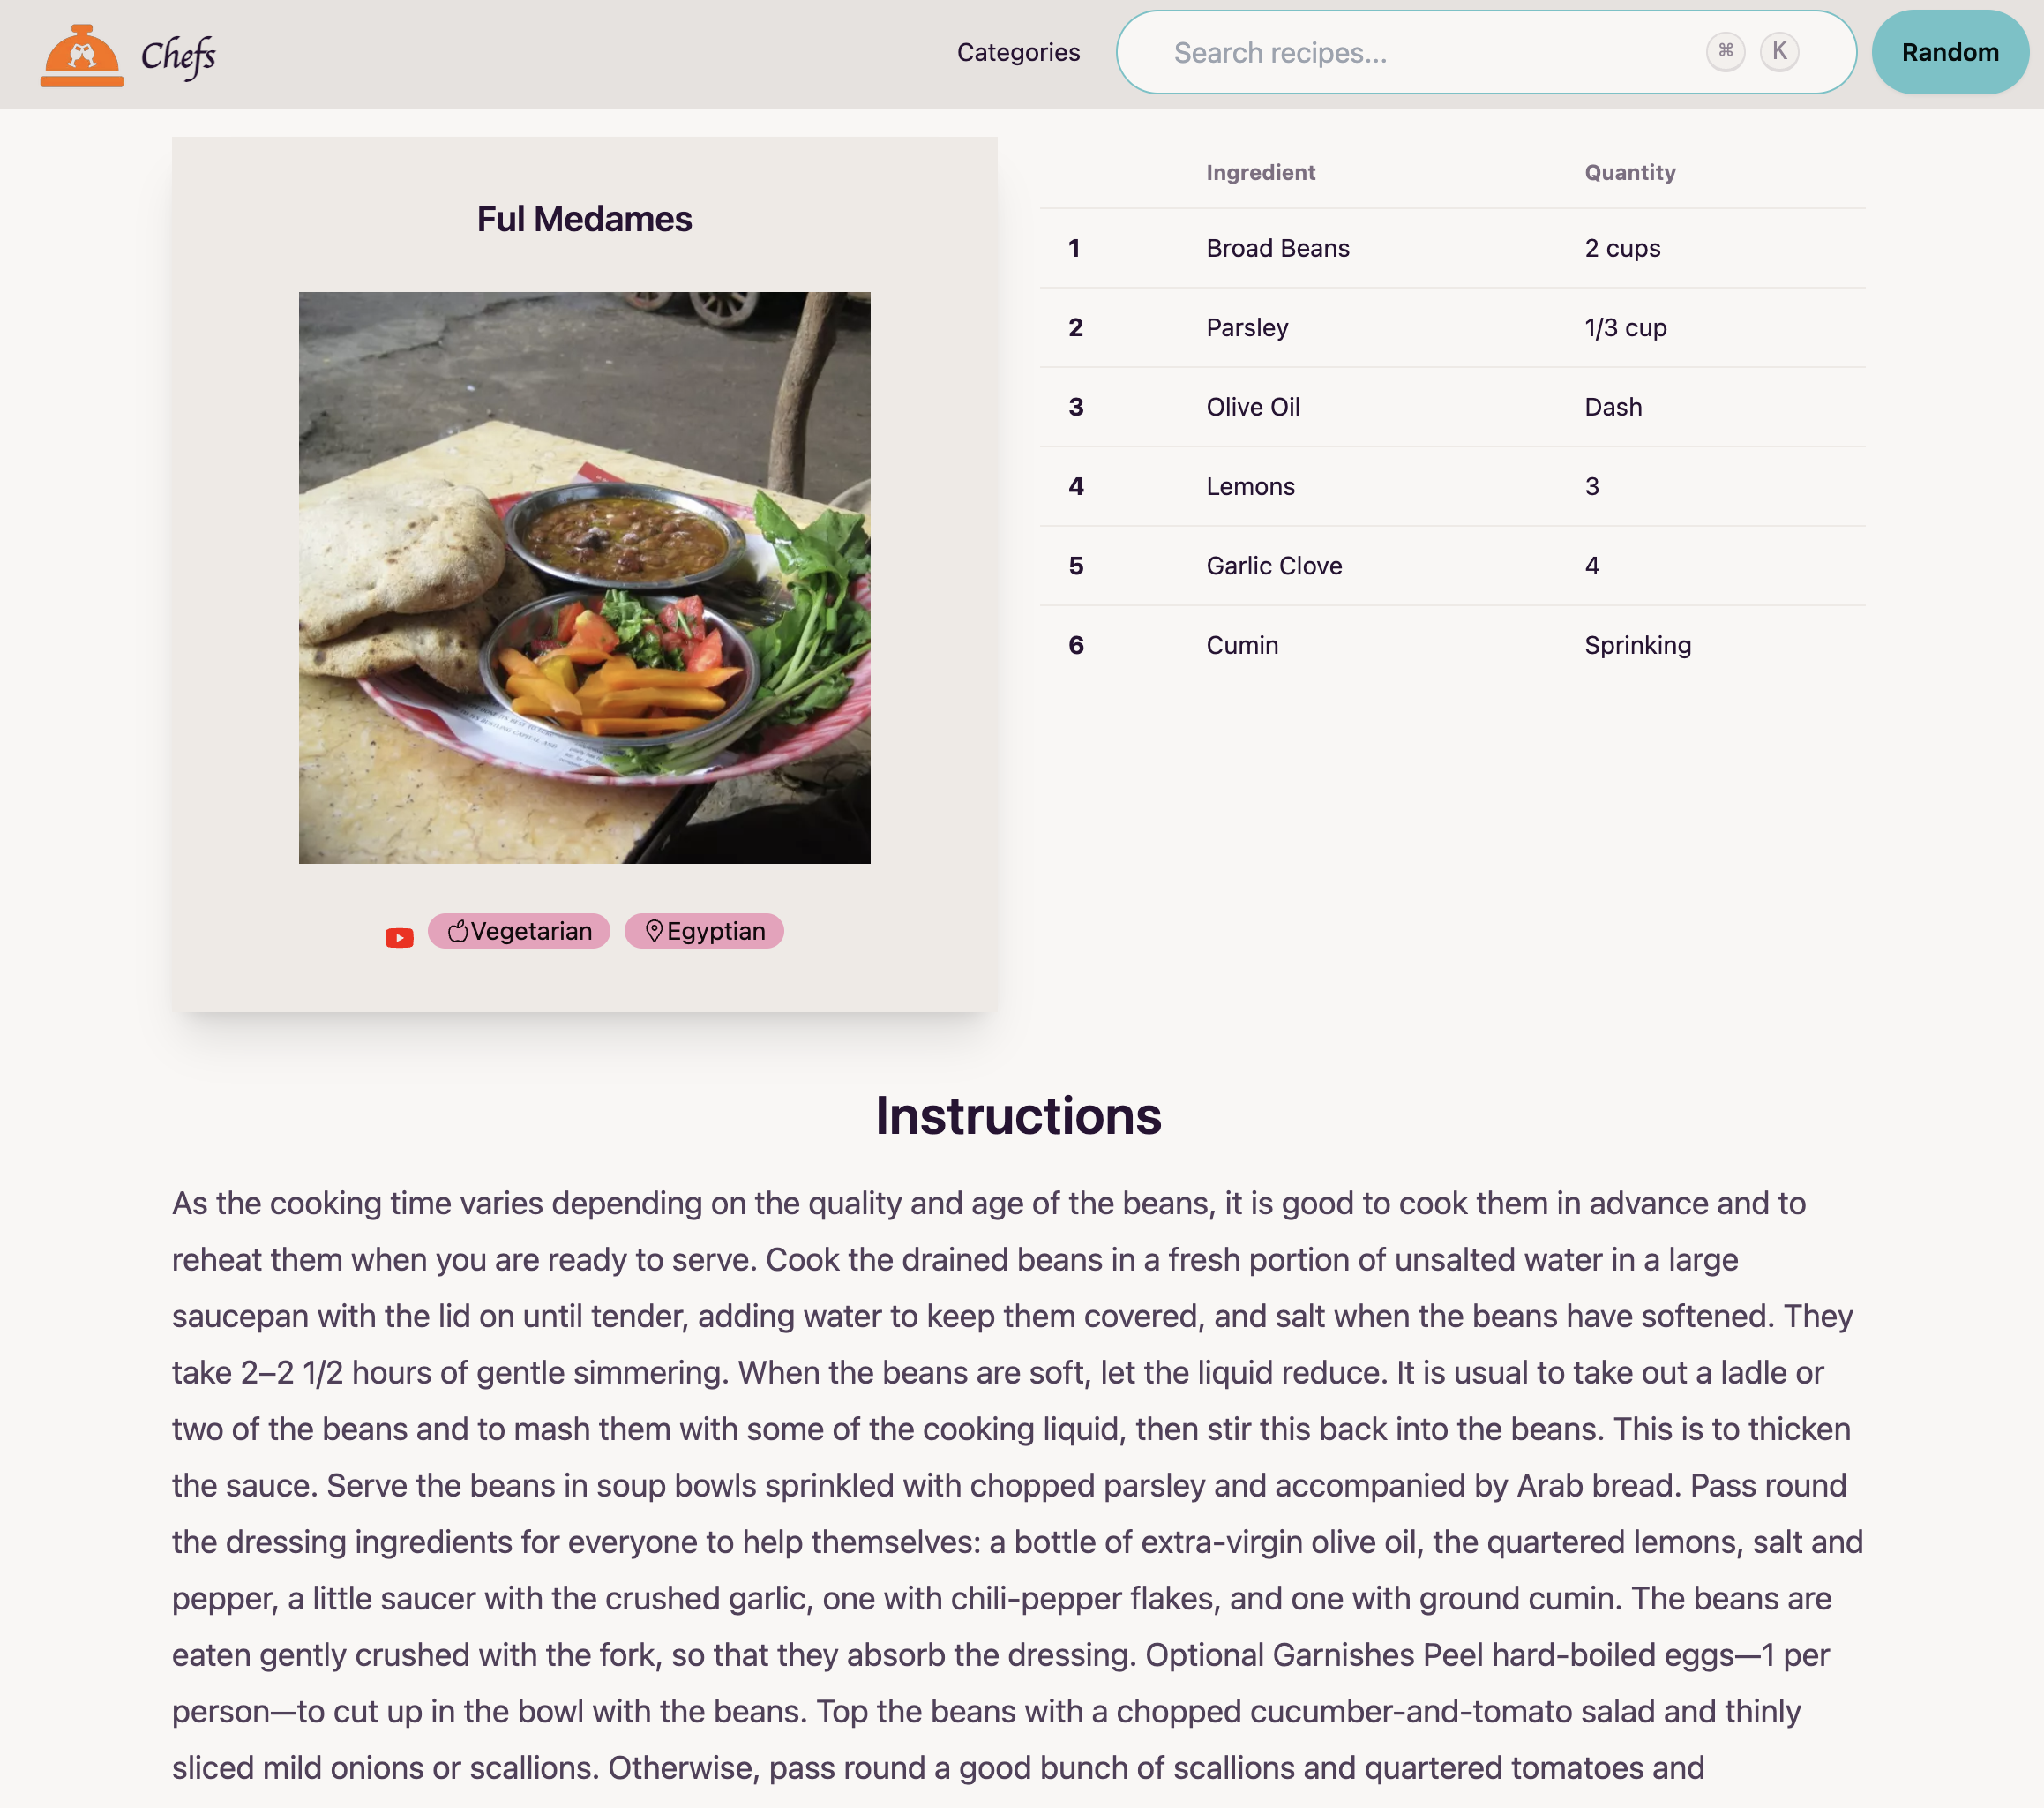 Chefs
Categories
Search recipes...
⌘ K
Random
Ful Medames
Ingredient Quantity
1 Broad Beans 2 cups
2 Parsley 1/3 cup
3 Olive Oil Dash
4 Lemons 3
5 Garlic Clove 4
6 Cumin Sprinking
Vegetarian
Egyptian
Instructions
As the cooking time varies depending on the quality and age of the beans, it is good to cook them in advance and to
reheat them when you are ready to serve. Cook the drained beans in a fresh portion of unsalted water in a large
saucepan with the lid on until tender, adding water to keep them covered, and salt when the beans have softened. They
take 2–2 1/2 hours of gentle simmering. When the beans are soft, let the liquid reduce. It is usual to take out a ladle or
two of the beans and to mash them with some of the cooking liquid, then stir this back into the beans. This is to thicken
the sauce. Serve the beans in soup bowls sprinkled with chopped parsley and accompanied by Arab bread. Pass round
the dressing ingredients for everyone to help themselves: a bottle of extra-virgin olive oil, the quartered lemons, salt and
pepper, a little saucer with the crushed garlic, one with chili-pepper flakes, and one with ground cumin. The beans are
eaten gently crushed with the fork, so that they absorb the dressing. Optional Garnishes Peel hard-boiled eggs—1 per
person—to cut up in the bowl with the beans. Top the beans with a chopped cucumber-and-tomato salad and thinly
sliced mild onions or scallions. Otherwise, pass round a good bunch of scallions and quartered tomatoes and